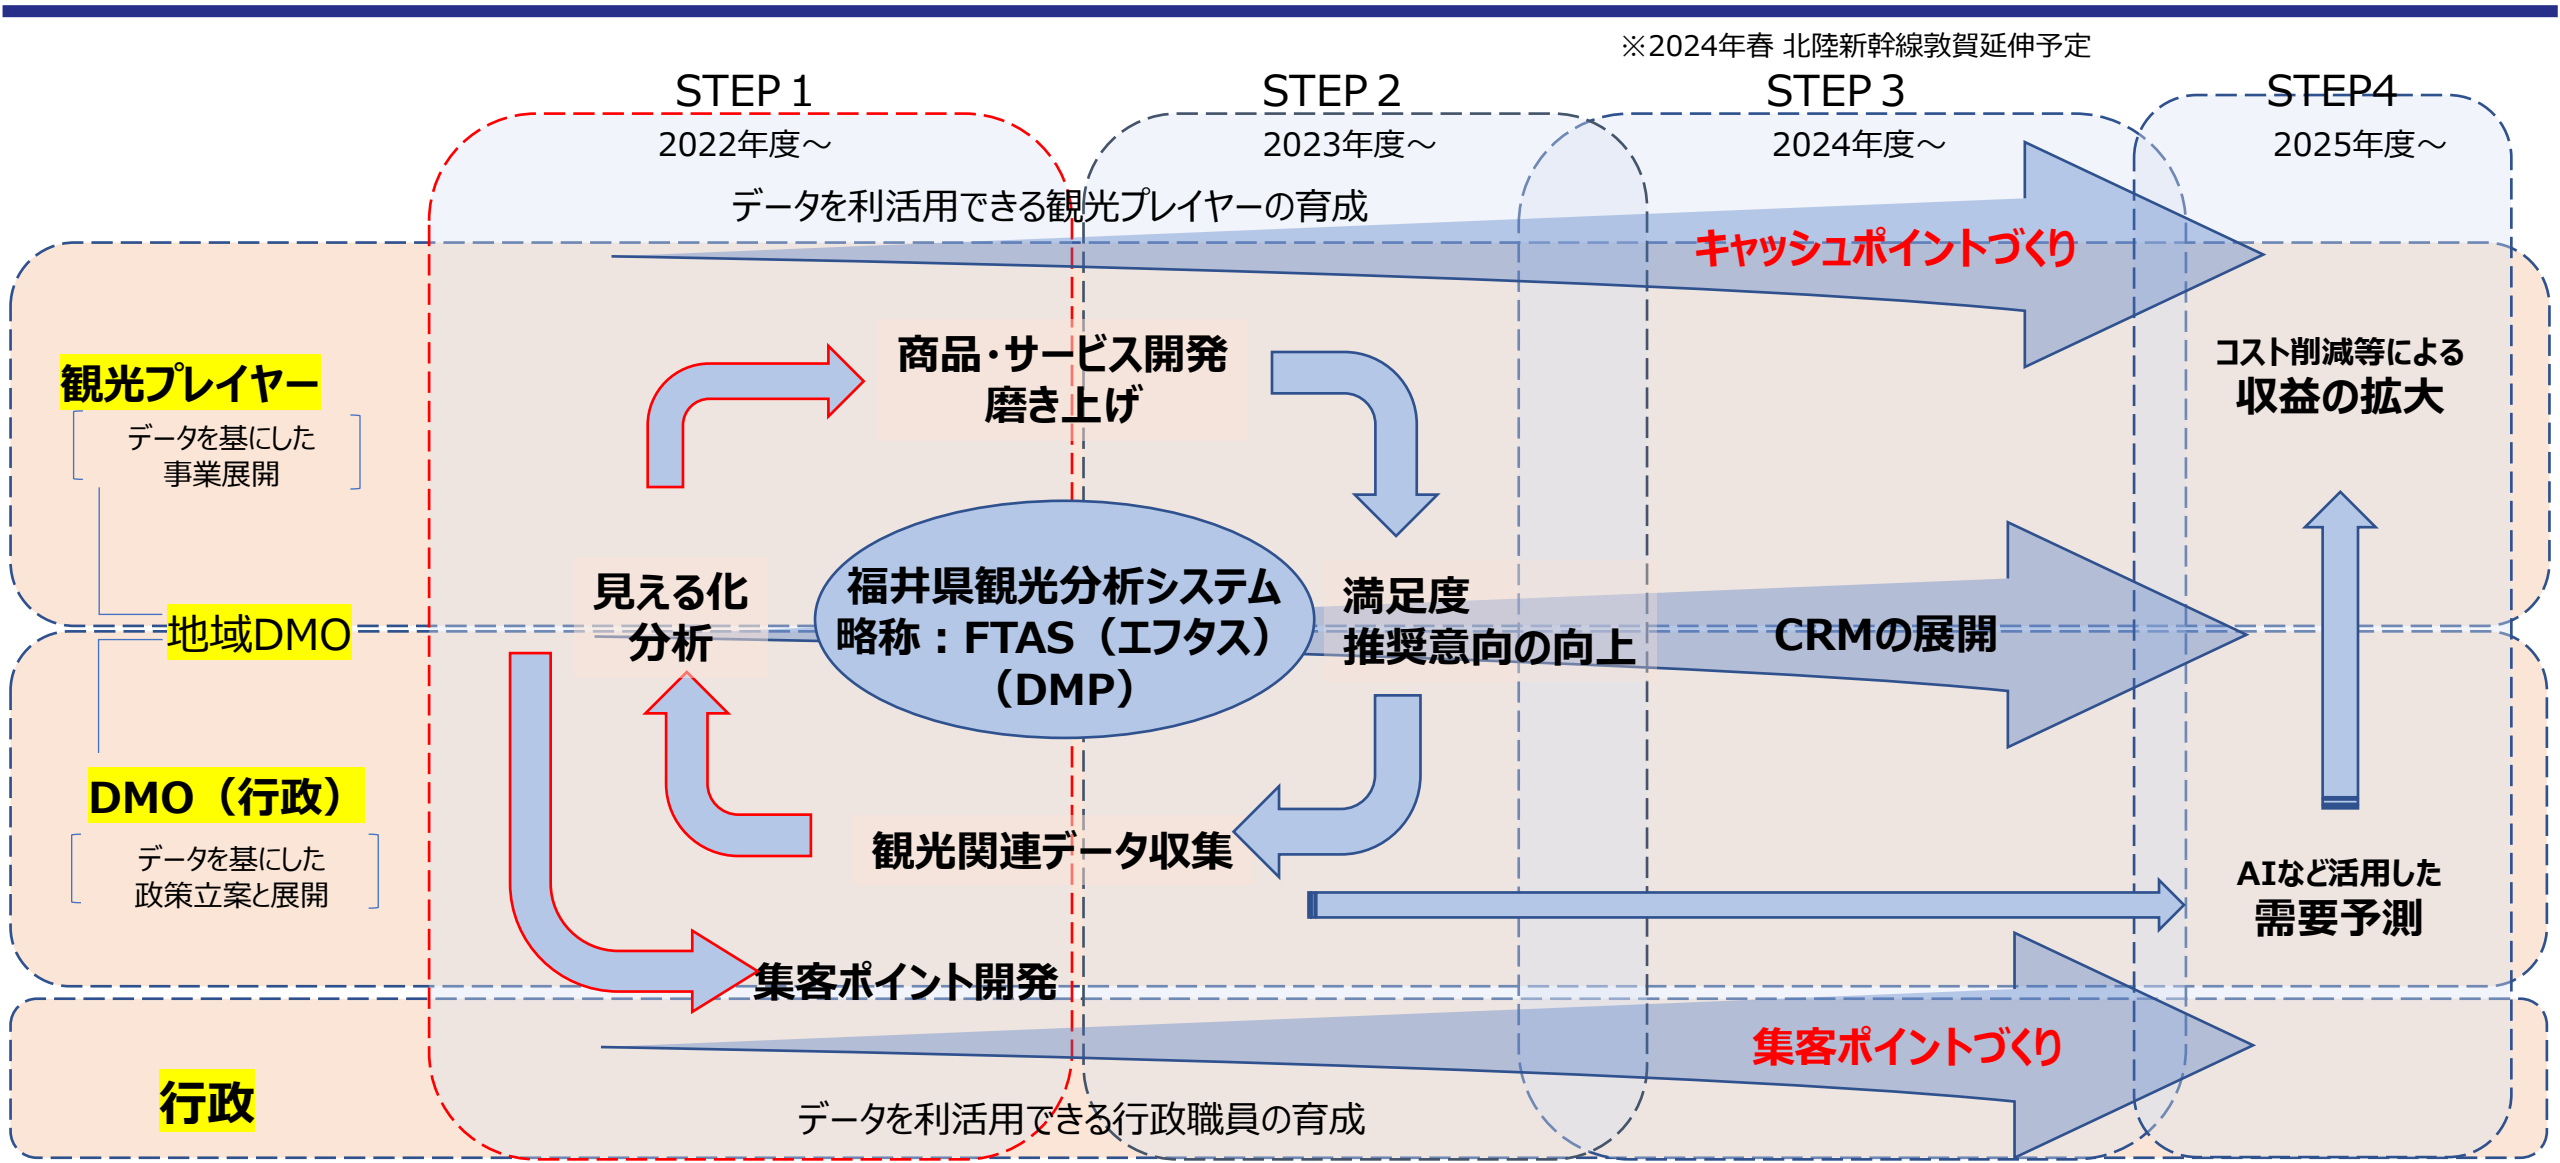 ※2024年春 北陸新幹線敦賀延伸予定
STEP 1
STEP 2
STEP 3
STEP4
2022年度～
2023年度～
2024年度～
2025年度～
データを利活用できる観光プレイヤーの育成
キャッシュポイントづくり
観光プレイヤー
データを基にした
事業展開
商品・サービス開発
磨き上げ
コスト削減等による
収益の拡大
地域DMO
見える化
分析
福井県観光分析システム
略称：FTAS（エフタス）
（DMP）
満足度
推奨意向の向上
CRMの展開
DMO（行政）
データを基にした
政策立案と展開
観光関連データ収集
AIなど活用した
需要予測
集客ポイント開発
集客ポイントづくり
行政
データを利活用できる行政職員の育成